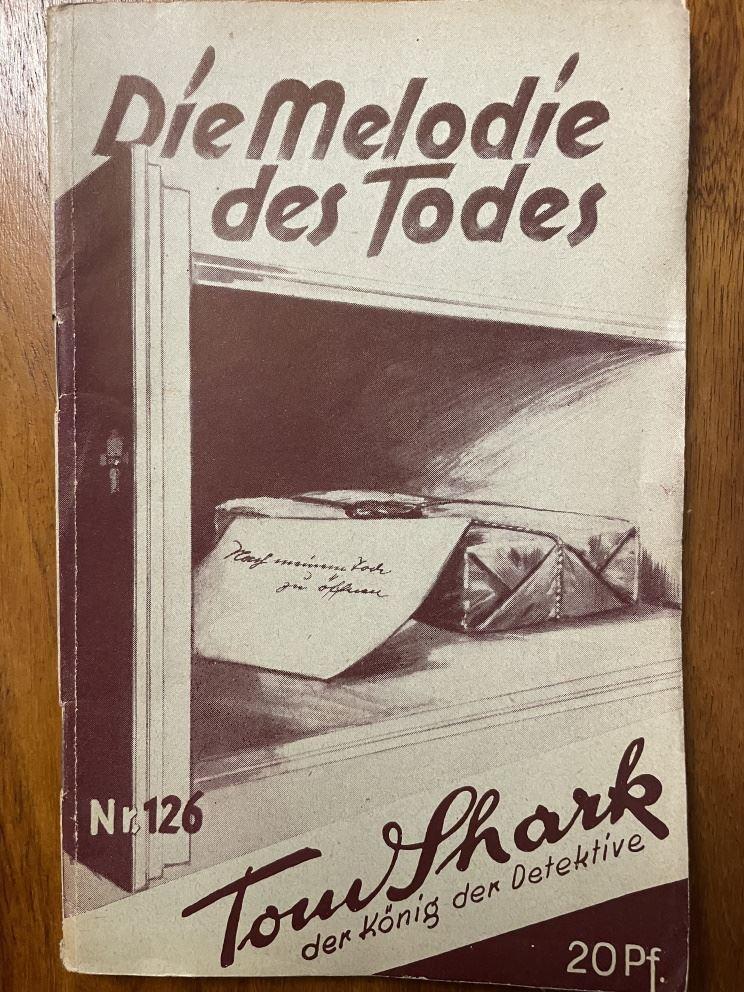 Die Melodie
des Todes
Nach meinem Tode
zu öffnen
Nr. 126
Tom Shark
der König der Detektive
20 Pf.